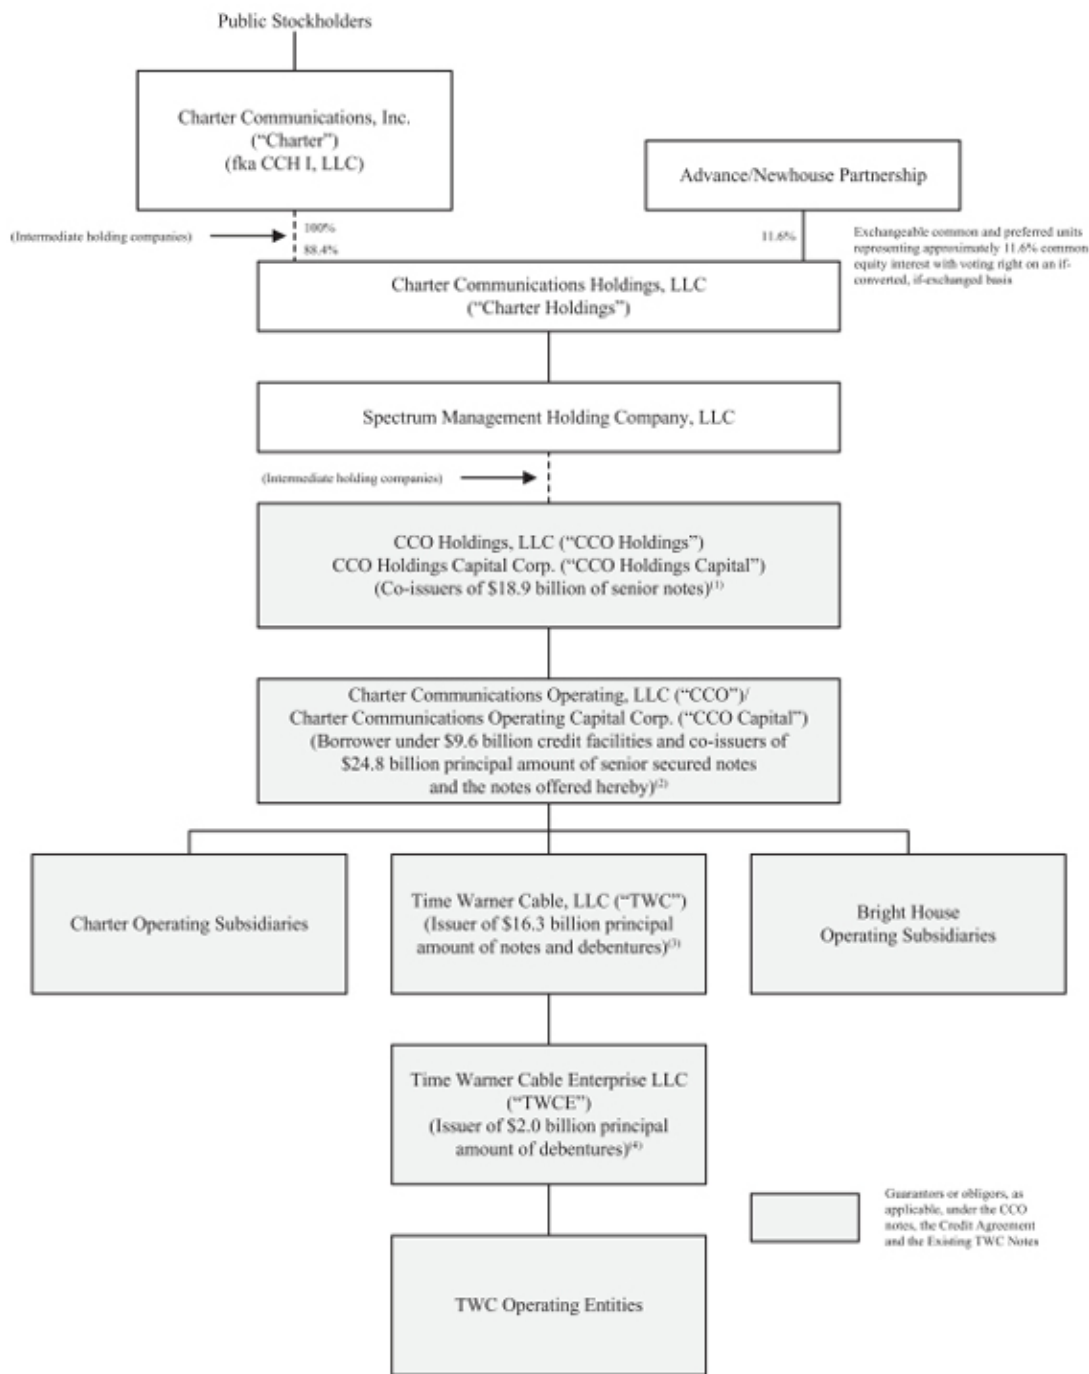 Public Stockholders
Charter Communications, Inc.
(“Charter”)
(fka CCH I, LLC)
Advance/Newhouse Partnership
(Intermediate holding companies)
100%
88.4%
11.6%
Exchangeable common and preferred units
representing approximately 11.6% common
equity interest with voting right on an if-
converted, if-exchanged basis
Charter Communications Holdings, LLC
(“Charter Holdings”)
Spectrum Management Holding Company, LLC
(Intermediate holding companies)
CCO Holdings, LLC (“CCO Holdings”)
CCO Holdings Capital Corp. (“CCO Holdings Capital”)
(Co-issuers of $18.9 billion of senior notes)(1)
Charter Communications Operating, LLC (“CCO”)/
Charter Communications Operating Capital Corp. (“CCO Capital”)
(Borrower under $9.6 billion credit facilities and co-issuers of
$24.8 billion principal amount of senior secured notes
and the notes offered hereby)(2)
Charter Operating Subsidiaries
Time Warner Cable, LLC (“TWC”)
(Issuer of $16.3 billion principal
amount of notes and debentures)(3)
Bright House
Operating Subsidiaries
Time Warner Cable Enterprise LLC
(“TWCE”)
(Issuer of $2.0 billion principal
amount of debentures)(4)
Guarantors or obligors, as
applicable, under the CCO
notes, the Credit Agreement
and the Existing TWC Notes
TWC Operating Entities